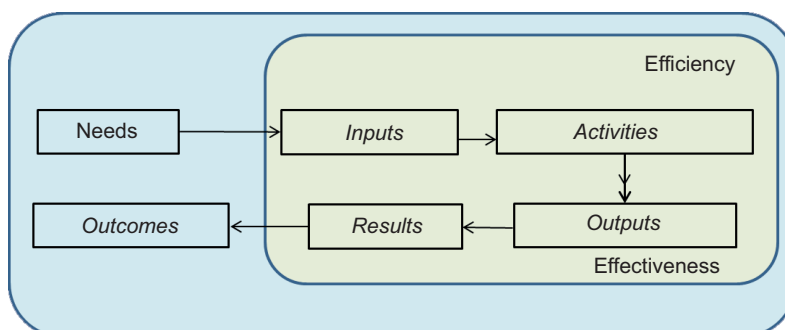 Efficiency
Needs
Inputs
Activities
Outcomes
Results
Outputs
Effectiveness